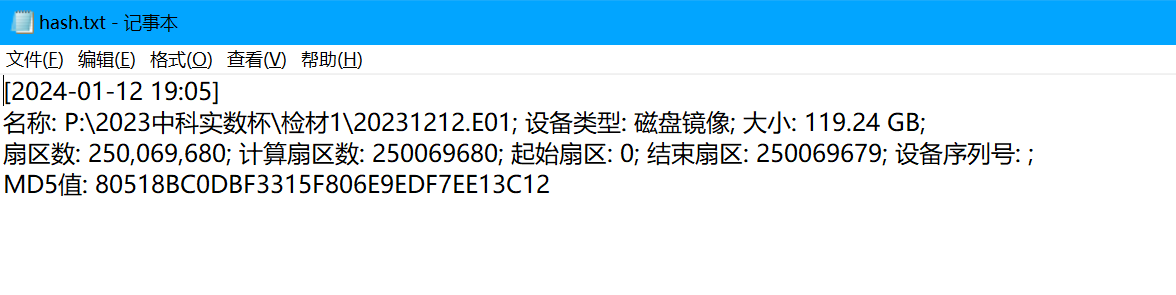 hash.txt - 记事本
文件(F) 编辑(E) 格式(O) 查看(V) 帮助(H)
[2024-01-12 19:05]
名称: P:\2023中科实数杯\检材1\20231212.E01; 设备类型: 磁盘镜像; 大小: 119.24 GB;
扇区数: 250,069,680; 计算扇区数: 250069680; 起始扇区: 0; 结束扇区: 250069679; 设备序列号: ;
MD5值: 80518BC0DBF3315F806E9EDF7EE13C12